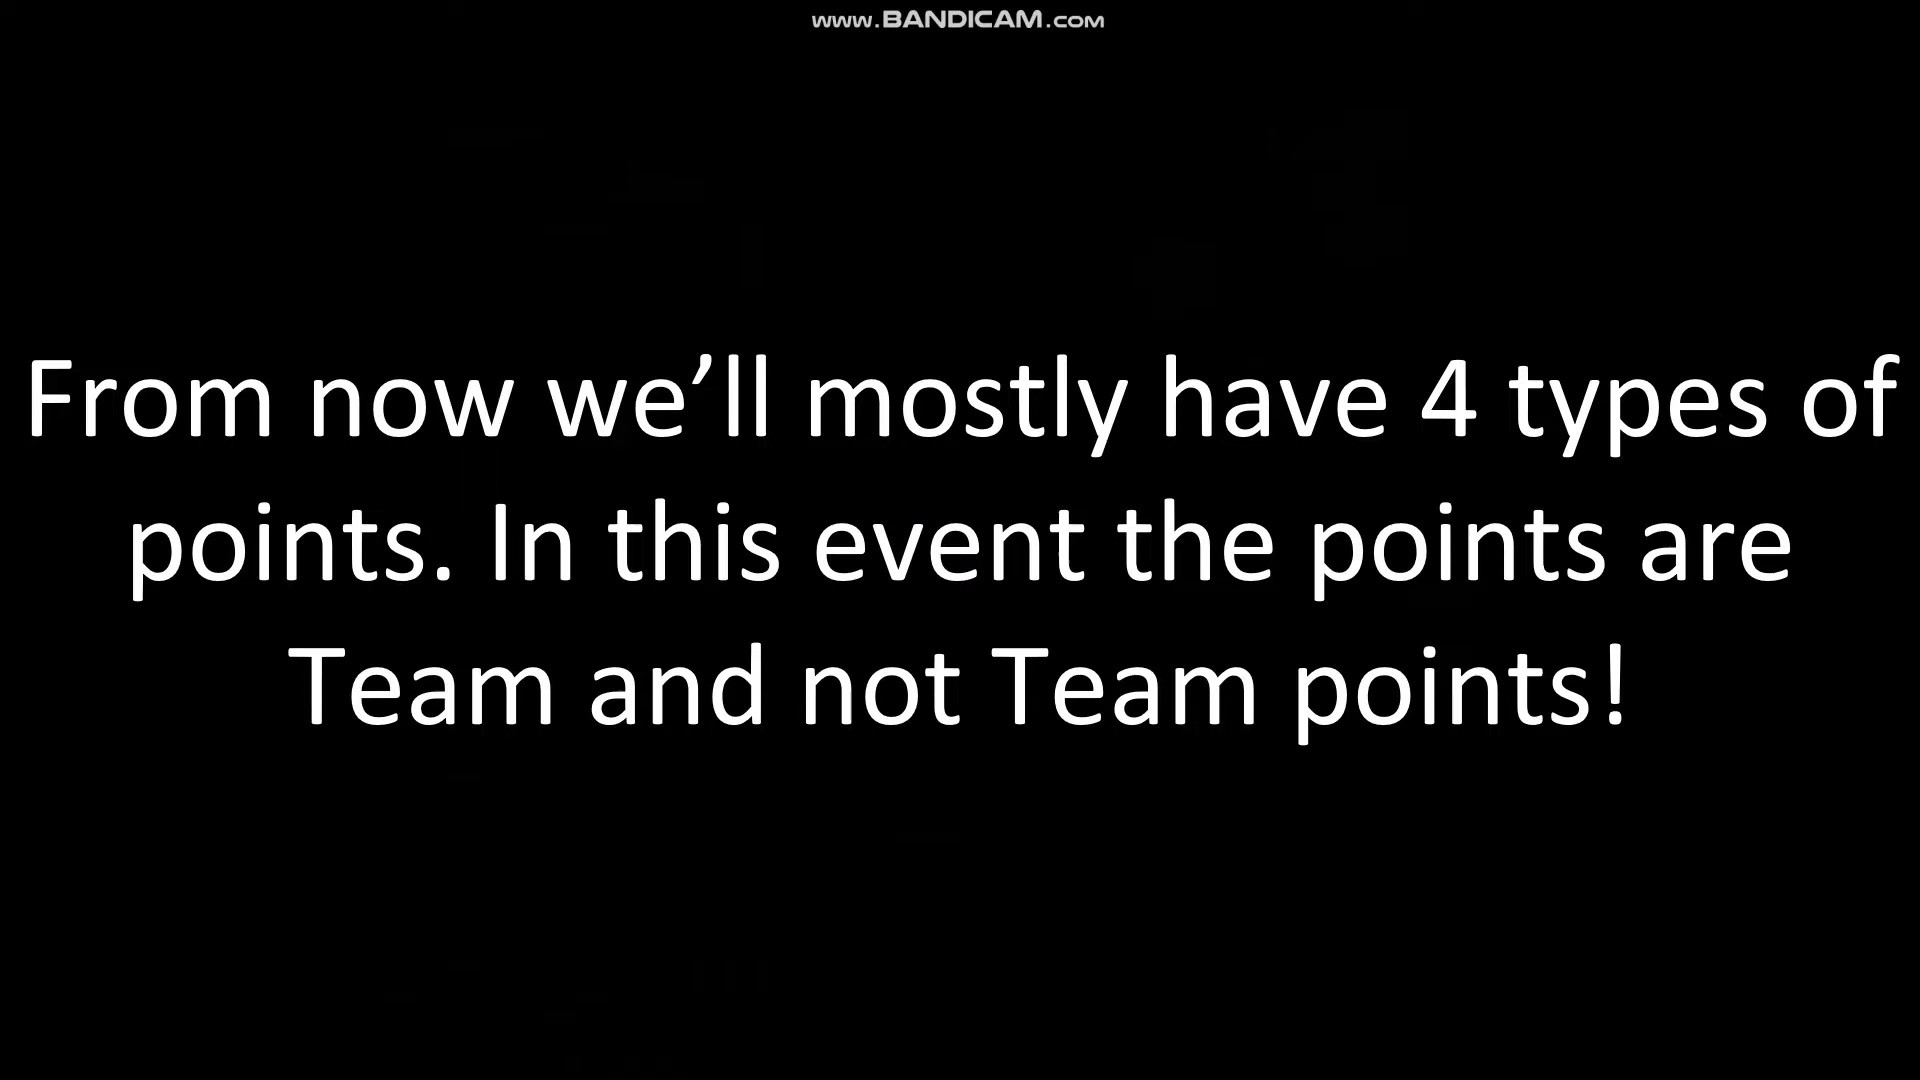 www.BANDICAM.com
From now we’ll mostly have 4 types of
points. In this event the points are
Team and not Team points!